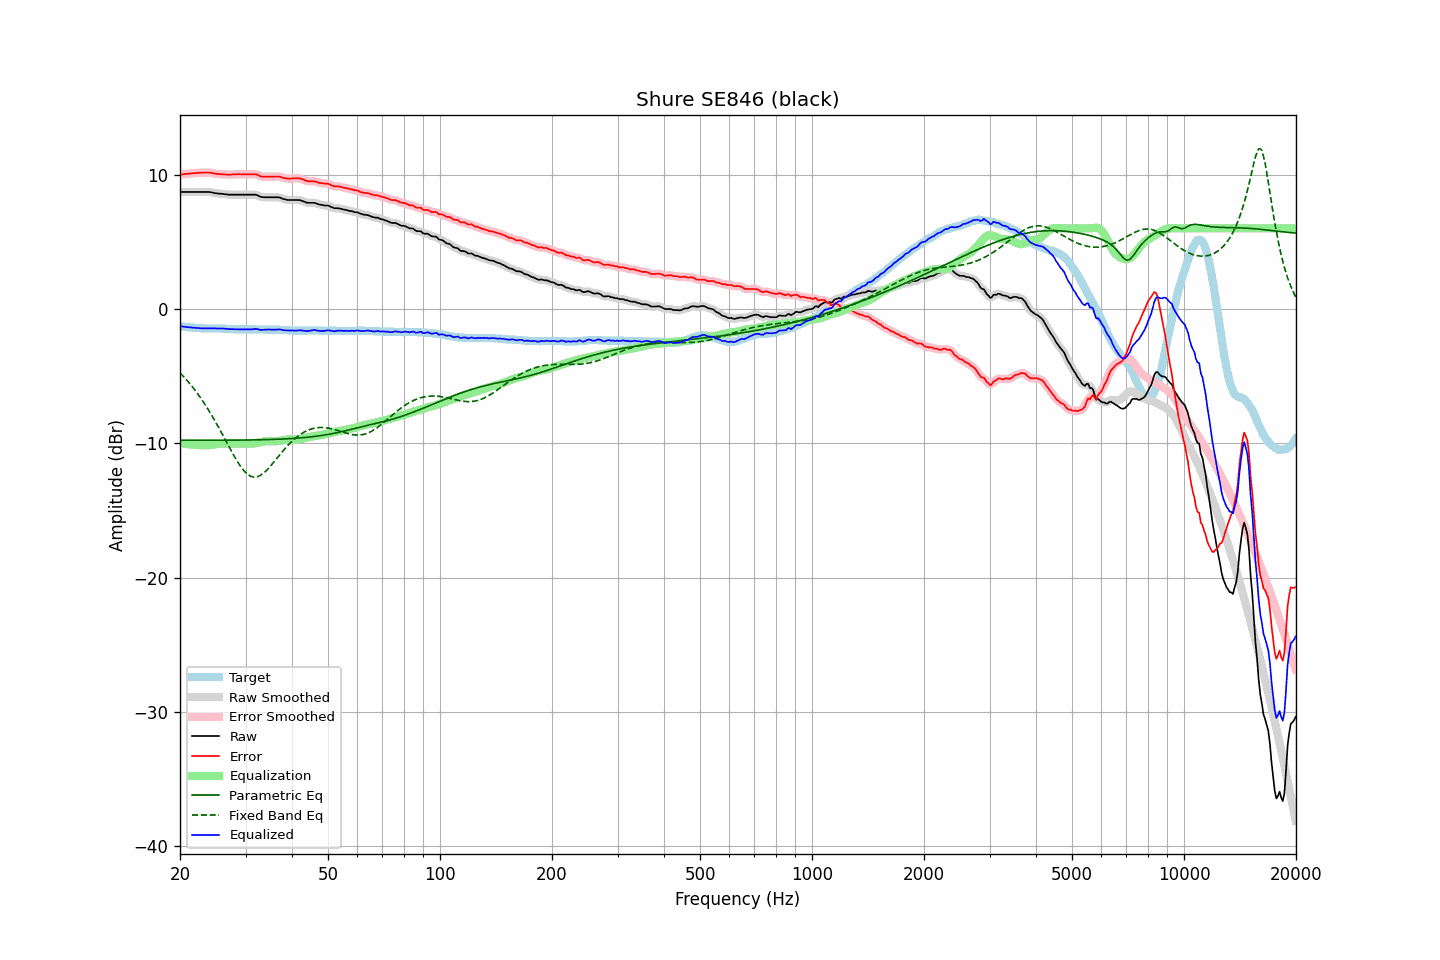 Shure SE846 (black)
Amplitude (dBr)
10
0
−10
−20
−30
−40
Target
Raw Smoothed
Error Smoothed
Raw
Error
Equalization
Parametric Eq
Fixed Band Eq
Equalized
20 50 100 200 500 1000 2000 5000 10000 20000
Frequency (Hz)